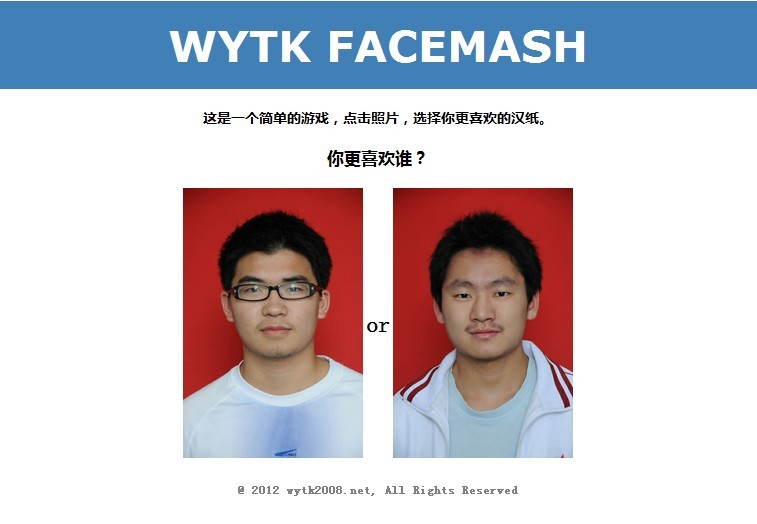 WYTK FACEMASH
这是一个简单的游戏，点击照片，选择你更喜欢的汉纸。
你更喜欢谁？
or
@ 2012 wytk2008.net, All Rights Reserved